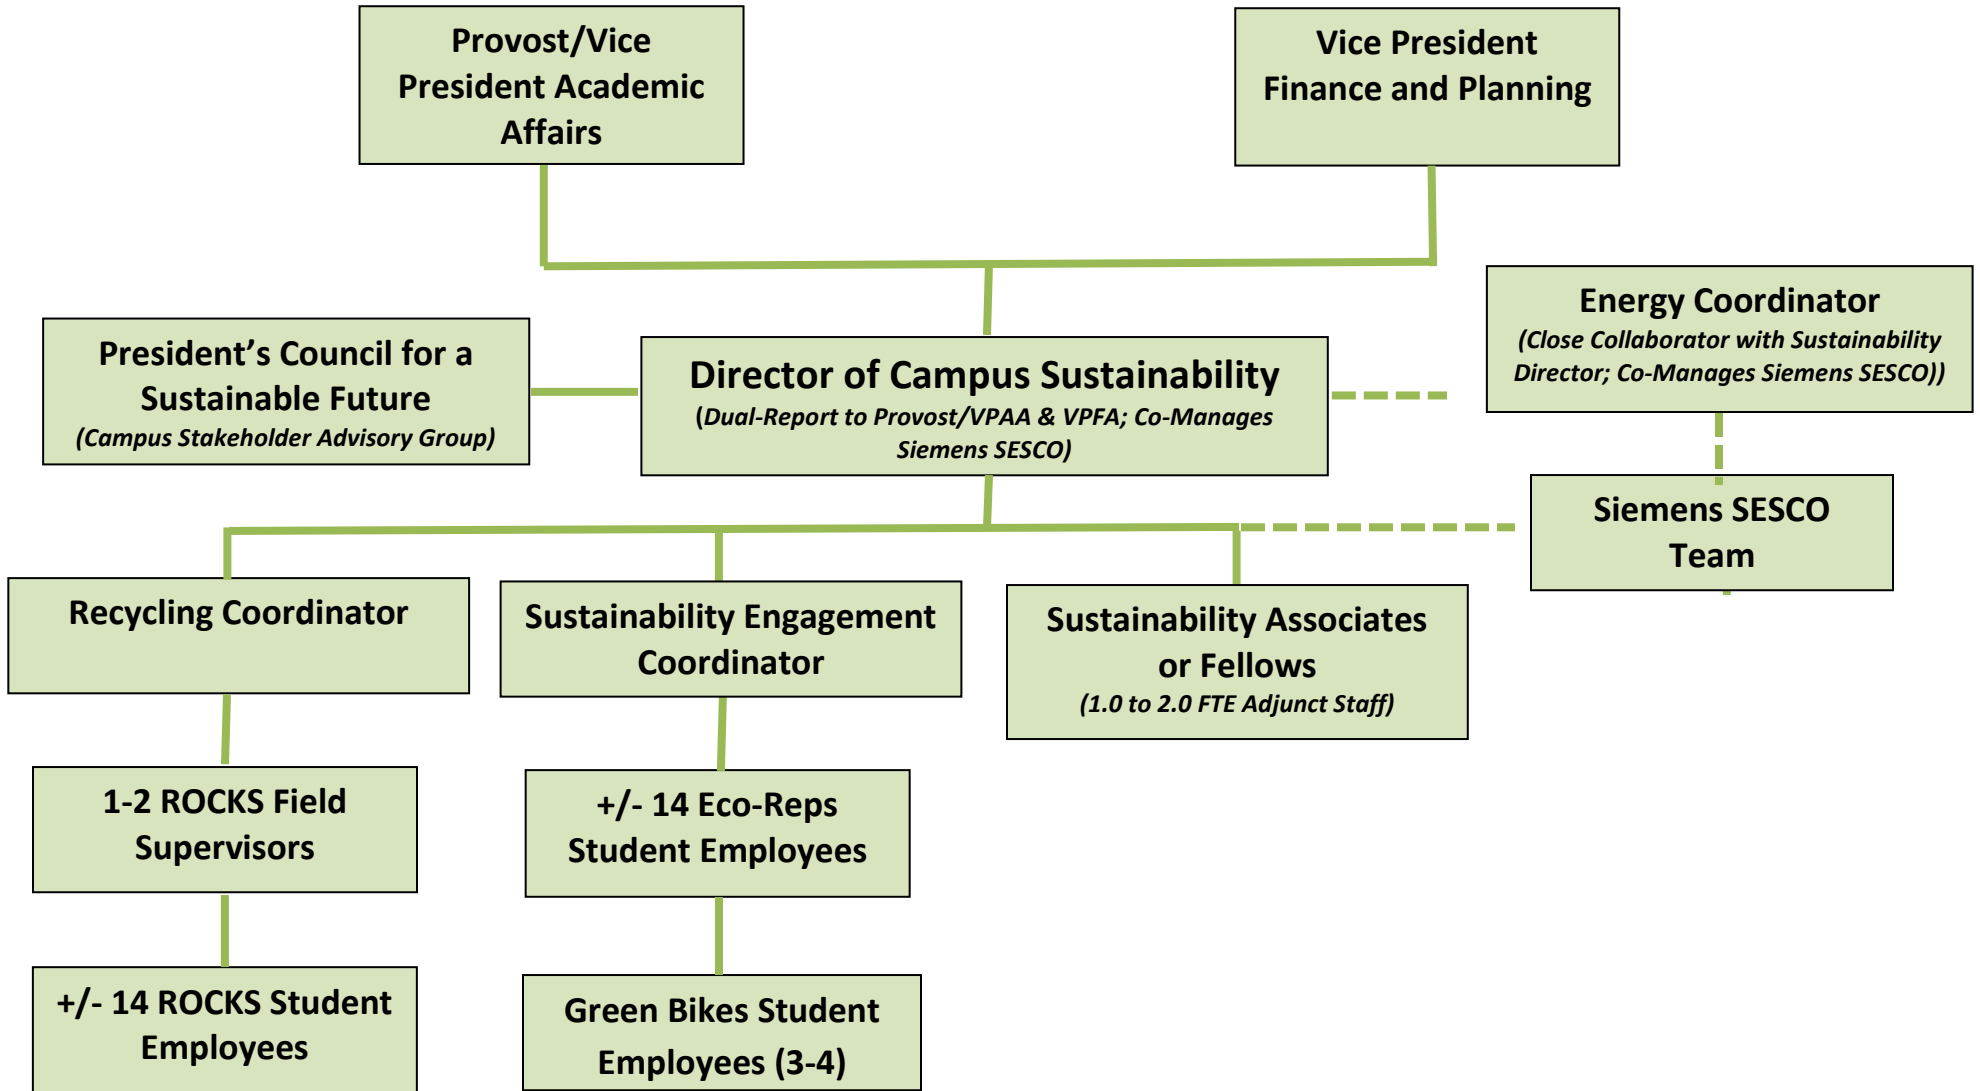 Provost/Vice
President Academic
Affairs
Vice President
Finance and Planning
Energy Coordinator
(Close Collaborator with Sustainability
Director; Co-Manages Siemens SESCO))
President’s Council for a
Sustainable Future
(Campus Stakeholder Advisory Group)
Director of Campus Sustainability
(Dual-Report to Provost/VPAA & VPFA; Co-Manages
Siemens SESCO)
Siemens SESCO
Team
Recycling Coordinator
Sustainability Engagement
Coordinator
Sustainability Associates
or Fellows
(1.0 to 2.0 FTE Adjunct Staff)
1-2 ROCKS Field
Supervisors
+/- 14 Eco-Reps
Student Employees
+/- 14 ROCKS Student
Employees
Green Bikes Student
Employees (3-4)